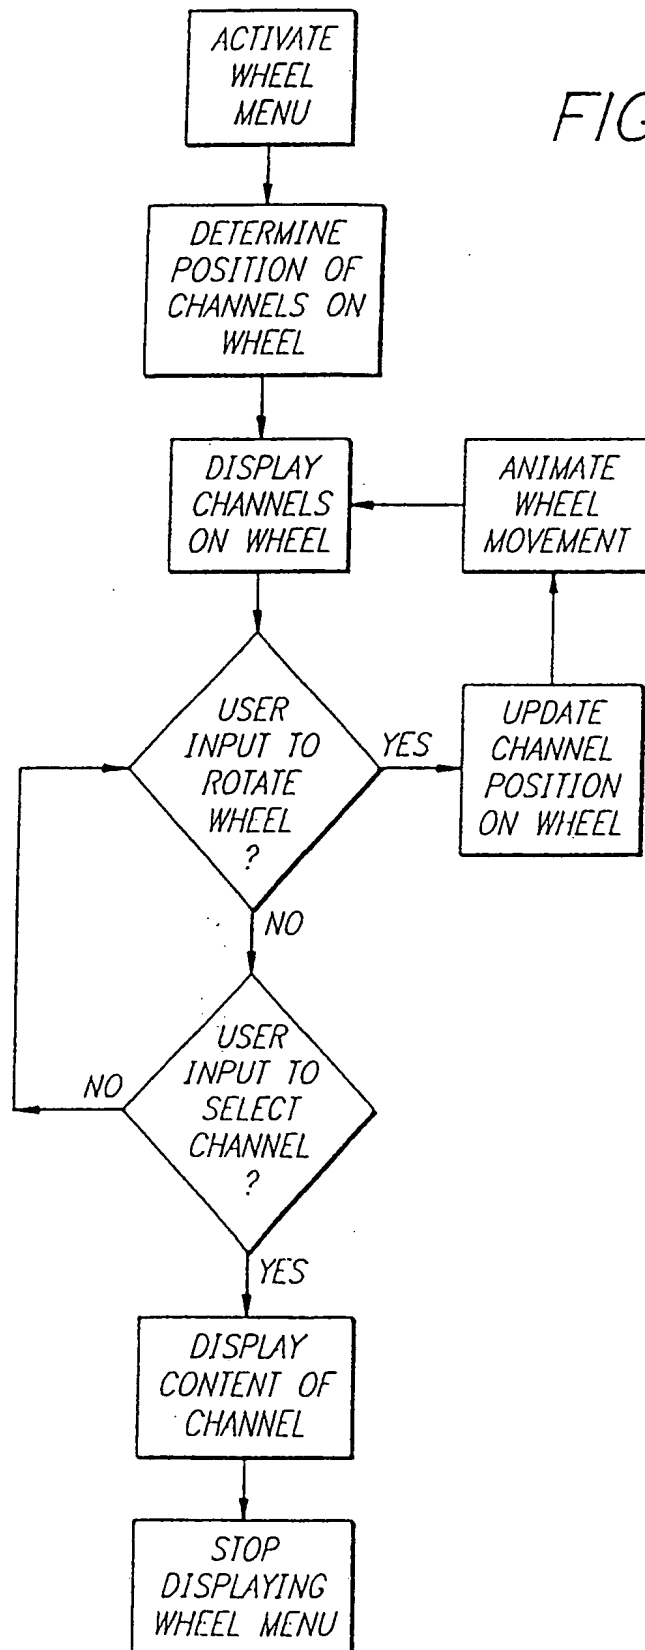 ACTIVATE
WHEEL
MENU
FIG
DETERMINE
POSITION OF
CHANNELS ON
WHEEL
DISPLAY
CHANNELS
ON WHEEL
ANIMATE
WHEEL
MOVEMENT
USER
INPUT TO
ROTATE
WHEEL
?
YES
UPDATE
CHANNEL
POSITION
ON WHEEL
NO
USER
INPUT TO
SELECT
CHANNEL
?
NO
YES
DISPLAY
CONTENT OF
CHANNEL
STOP
DISPLAYING
WHEEL MENU